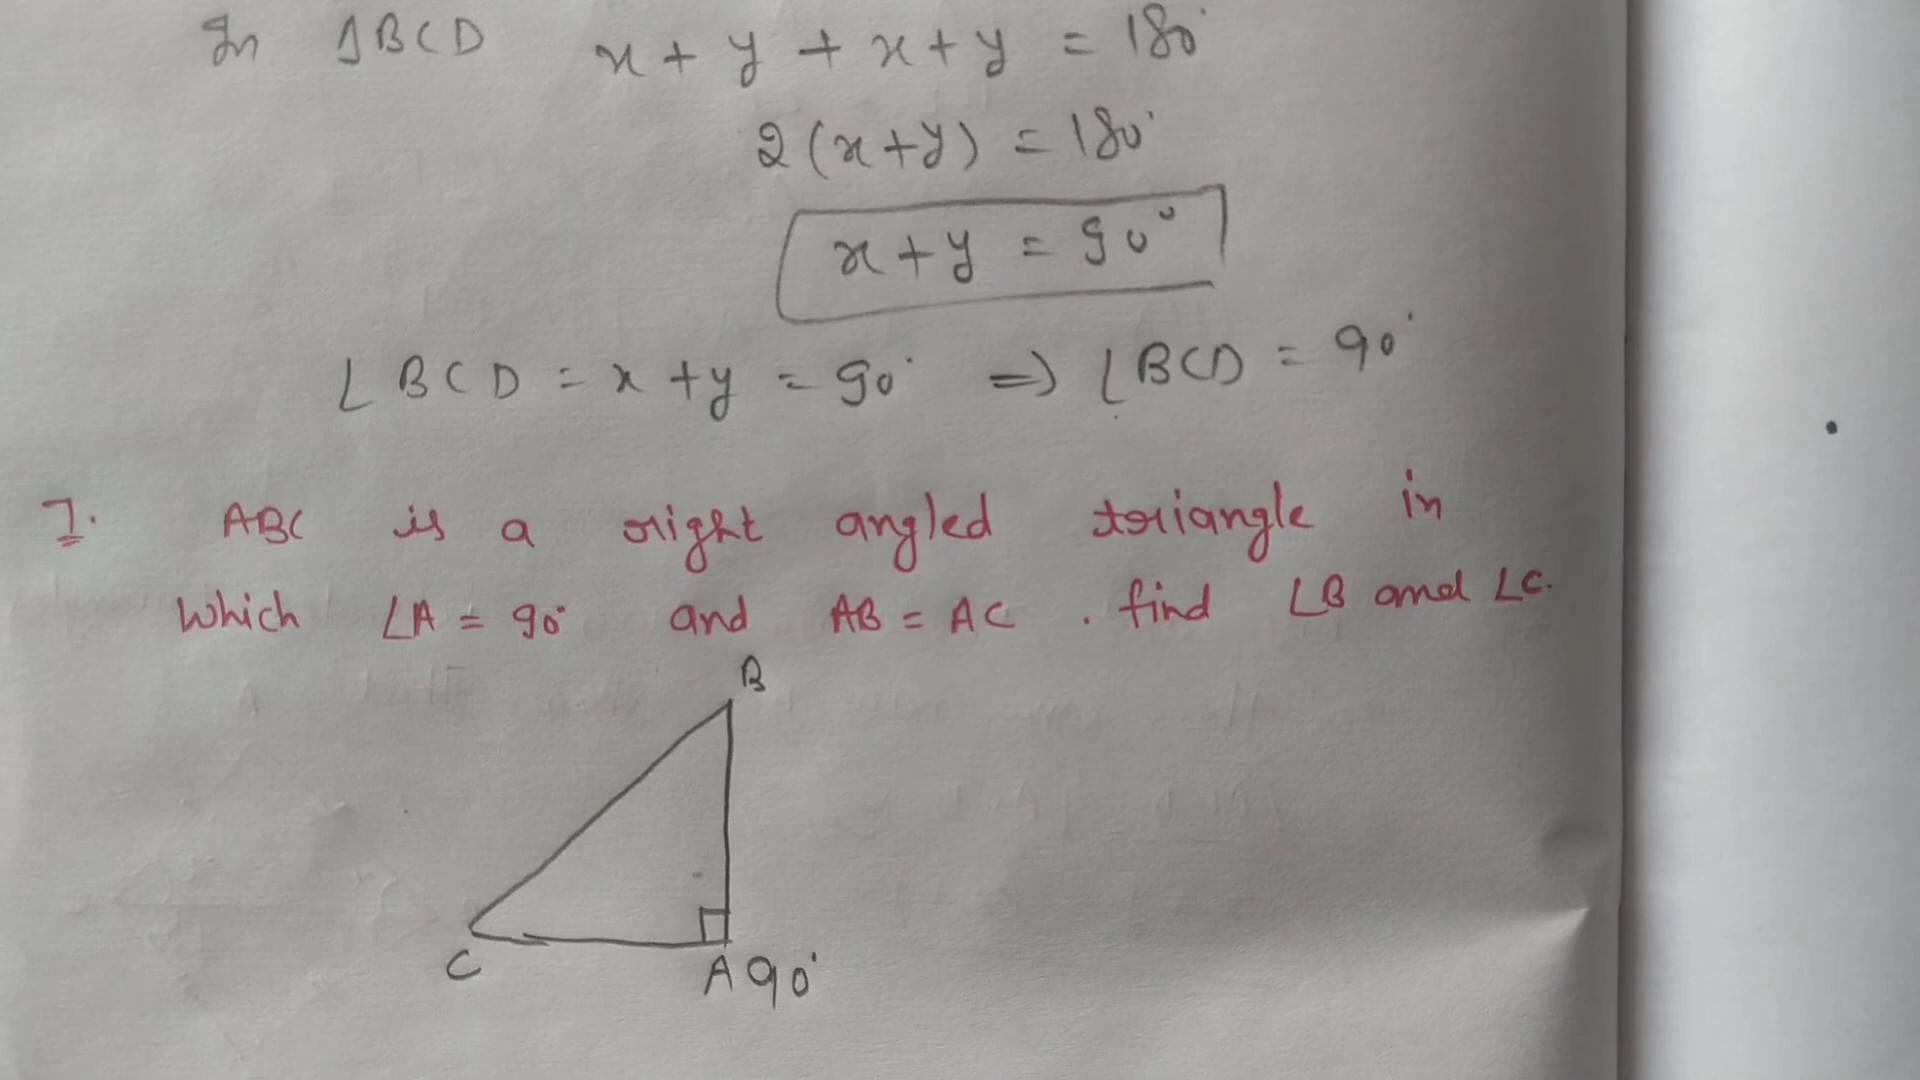 In ΔBCD x + y + x + y = 180°
2(x+y) = 180°
x + y = 90°
∠BCD = x + y = 90° ⇒ ∠BCD = 90°
7. ABC is a right angled triangle in
which ∠A = 90° and AB = AC . find ∠B and ∠C.
B
C
A 90°